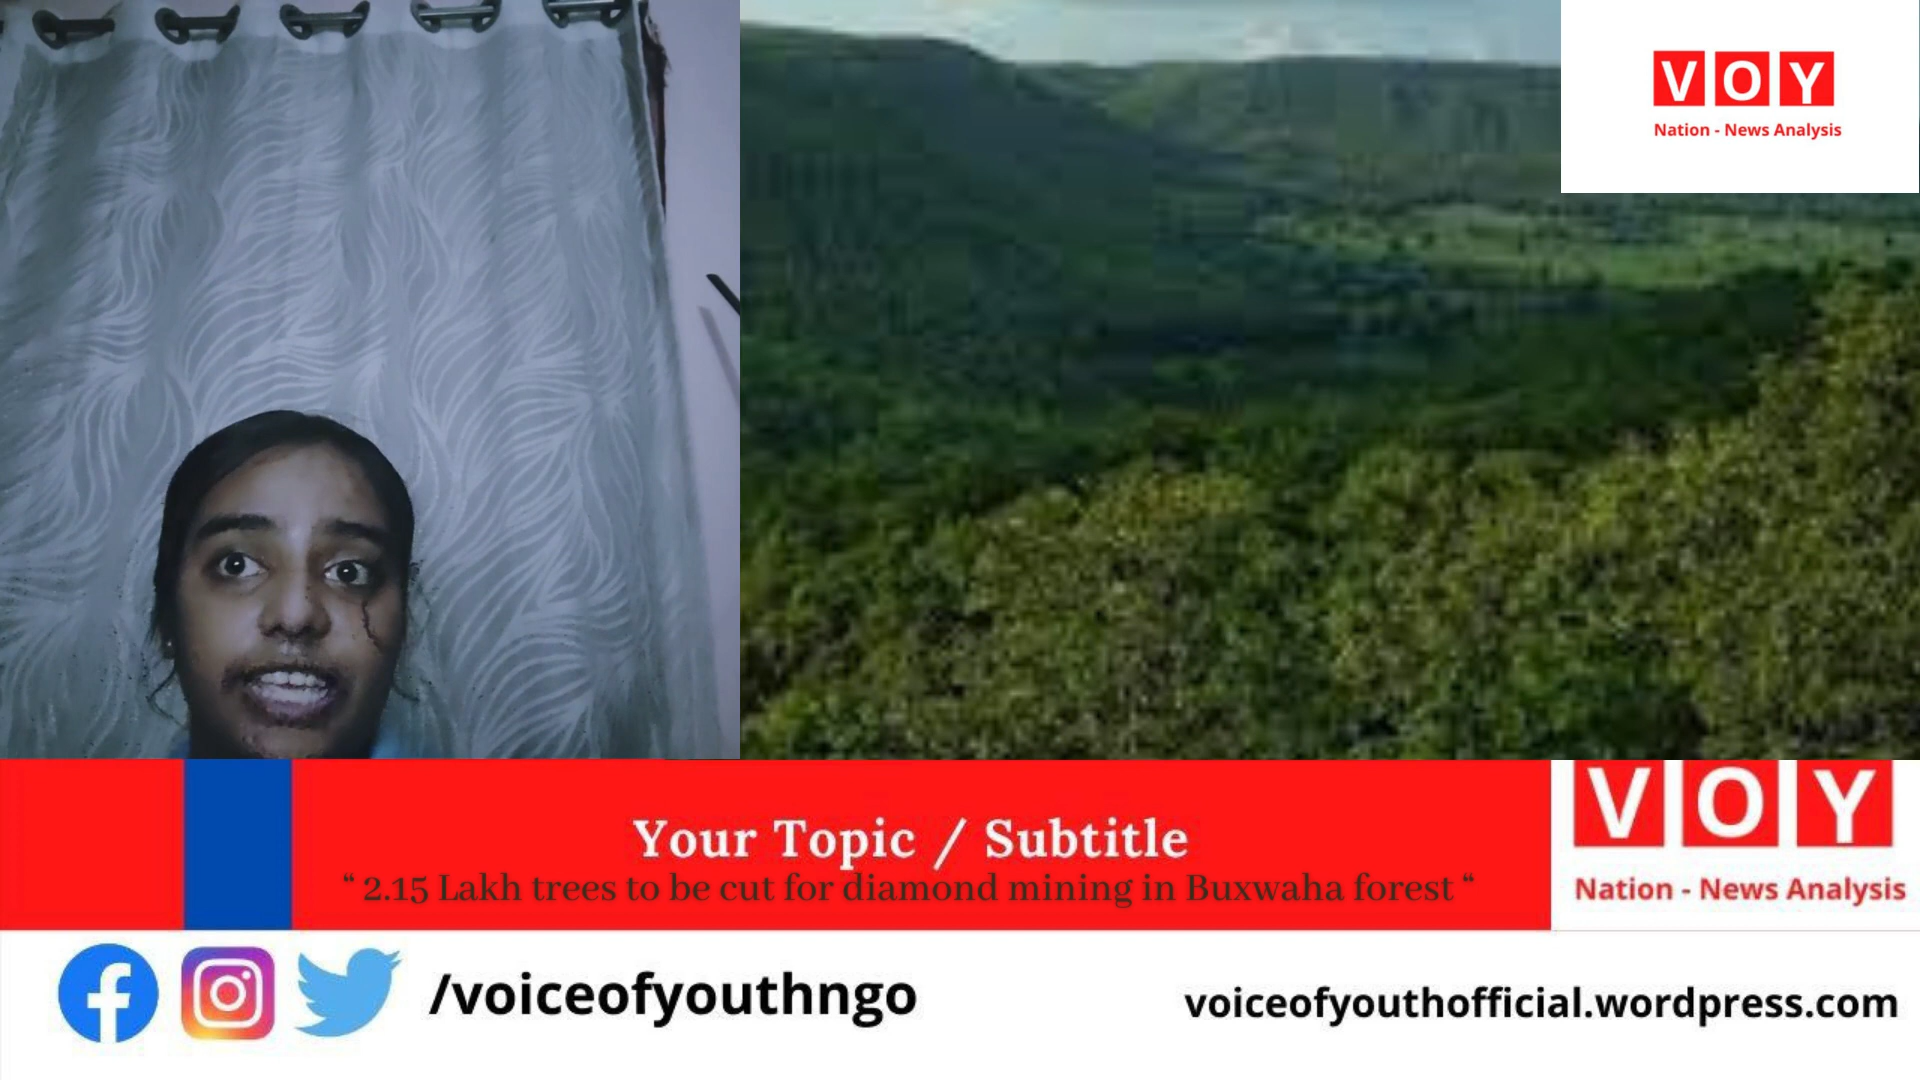 VOY
Nation - News Analysis
Your Topic / Subtitle
“ 2.15 Lakh trees to be cut for diamond mining in Buxwaha forest “
VOY
Nation - News Analysis
/voiceofyouthngo
voiceofyouthofficial.wordpress.com